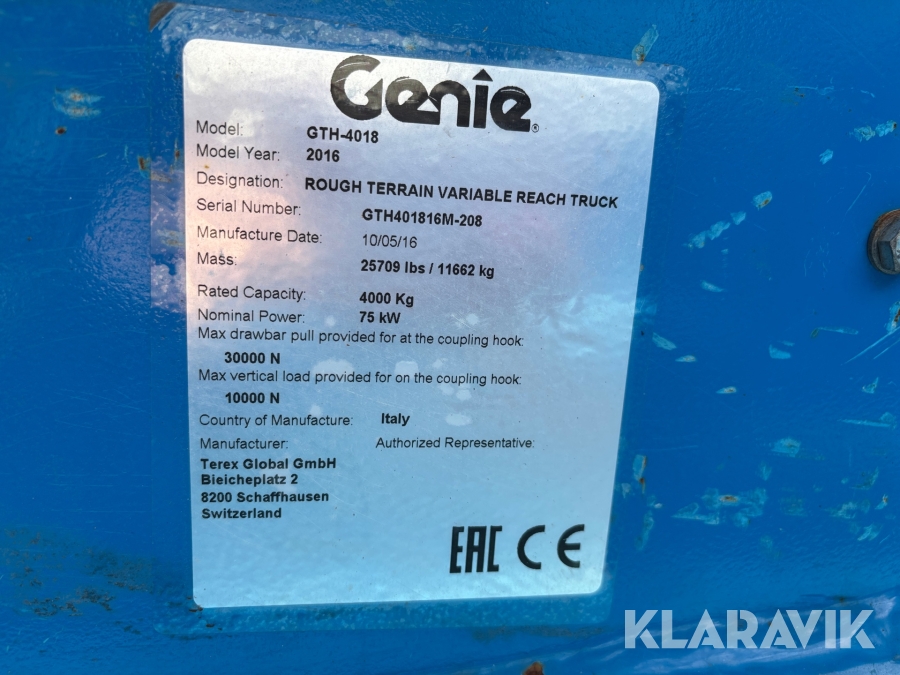 Genie®
Model: GTH-4018
Model Year: 2016
Designation: ROUGH TERRAIN VARIABLE REACH TRUCK
Serial Number: GTH401816M-208
Manufacture Date: 10/05/16
Mass: 25709 lbs / 11662 kg
Rated Capacity: 4000 Kg
Nominal Power: 75 kW
Max drawbar pull provided for at the coupling hook:
30000 N
Max vertical load provided for on the coupling hook:
10000 N
Country of Manufacture: Italy
Manufacturer: Authorized Representative:
Terex Global GmbH
Bleicheplatz 2
8200 Schaffhausen
Switzerland
EAC CE
KLARAVIK